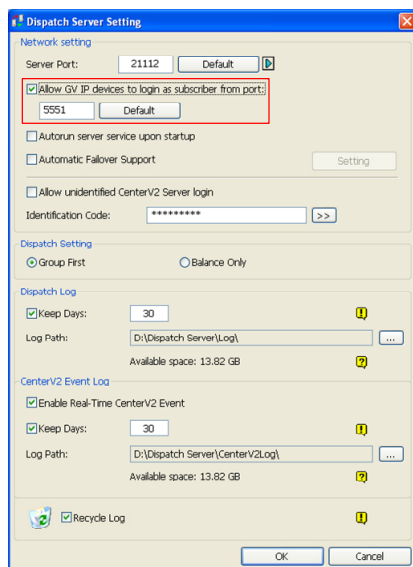 Dispatch Server Setting
Network setting
Server Port: 21112 Default
Allow GV IP devices to login as subscriber from port:
5551 Default
Autorun server service upon startup
Automatic Failover Support Setting
Allow unidentified CenterV2 Server login
Identification Code: ********* >>
Dispatch Setting
Group First Balance Only
Dispatch Log
Keep Days: 30
Log Path: D:\Dispatch Server\Log\ ...
Available space: 13.82 GB
CenterV2 Event Log
Enable Real-Time CenterV2 Event
Keep Days: 30
Log Path: D:\Dispatch Server\CenterV2Log\ ...
Available space: 13.82 GB
Recycle Log
OK Cancel